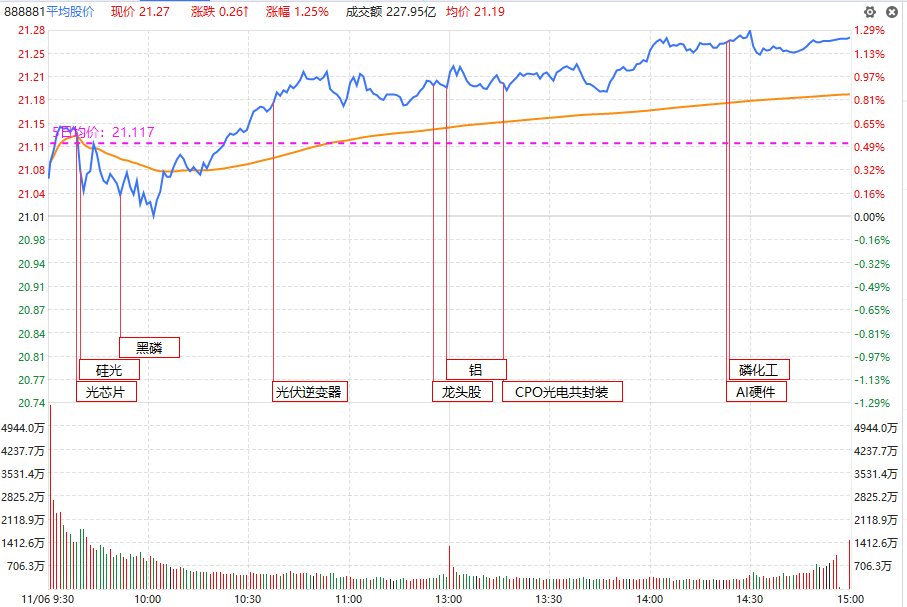 888881平均股价 现价 21.27 涨跌 0.26↑ 涨幅 1.25% 成交额 227.95亿 均价 21.19
21.28 1.29%
21.25 1.13%
21.21 0.97%
21.18 0.81%
21.15 0.65%
5日均价：21.117
21.11 0.49%
21.08 0.32%
21.04 0.16%
21.01 0.00%
20.98 -0.16%
20.94 -0.32%
20.91 -0.49%
20.87 -0.65%
20.84 -0.81%
黑磷
20.81 -0.97%
硅光 铝 磷化工
20.77 -1.13%
光芯片 光伏逆变器 龙头股 CPO光电共封装 AI硬件
20.74 -1.29%
4944.0万 4944.0万
4237.7万 4237.7万
3531.4万 3531.4万
2825.2万 2825.2万
2118.9万 2118.9万
1412.6万 1412.6万
706.3万 706.3万
11/06 9:30 10:00 10:30 11:00 13:00 13:30 14:00 14:30 15:00